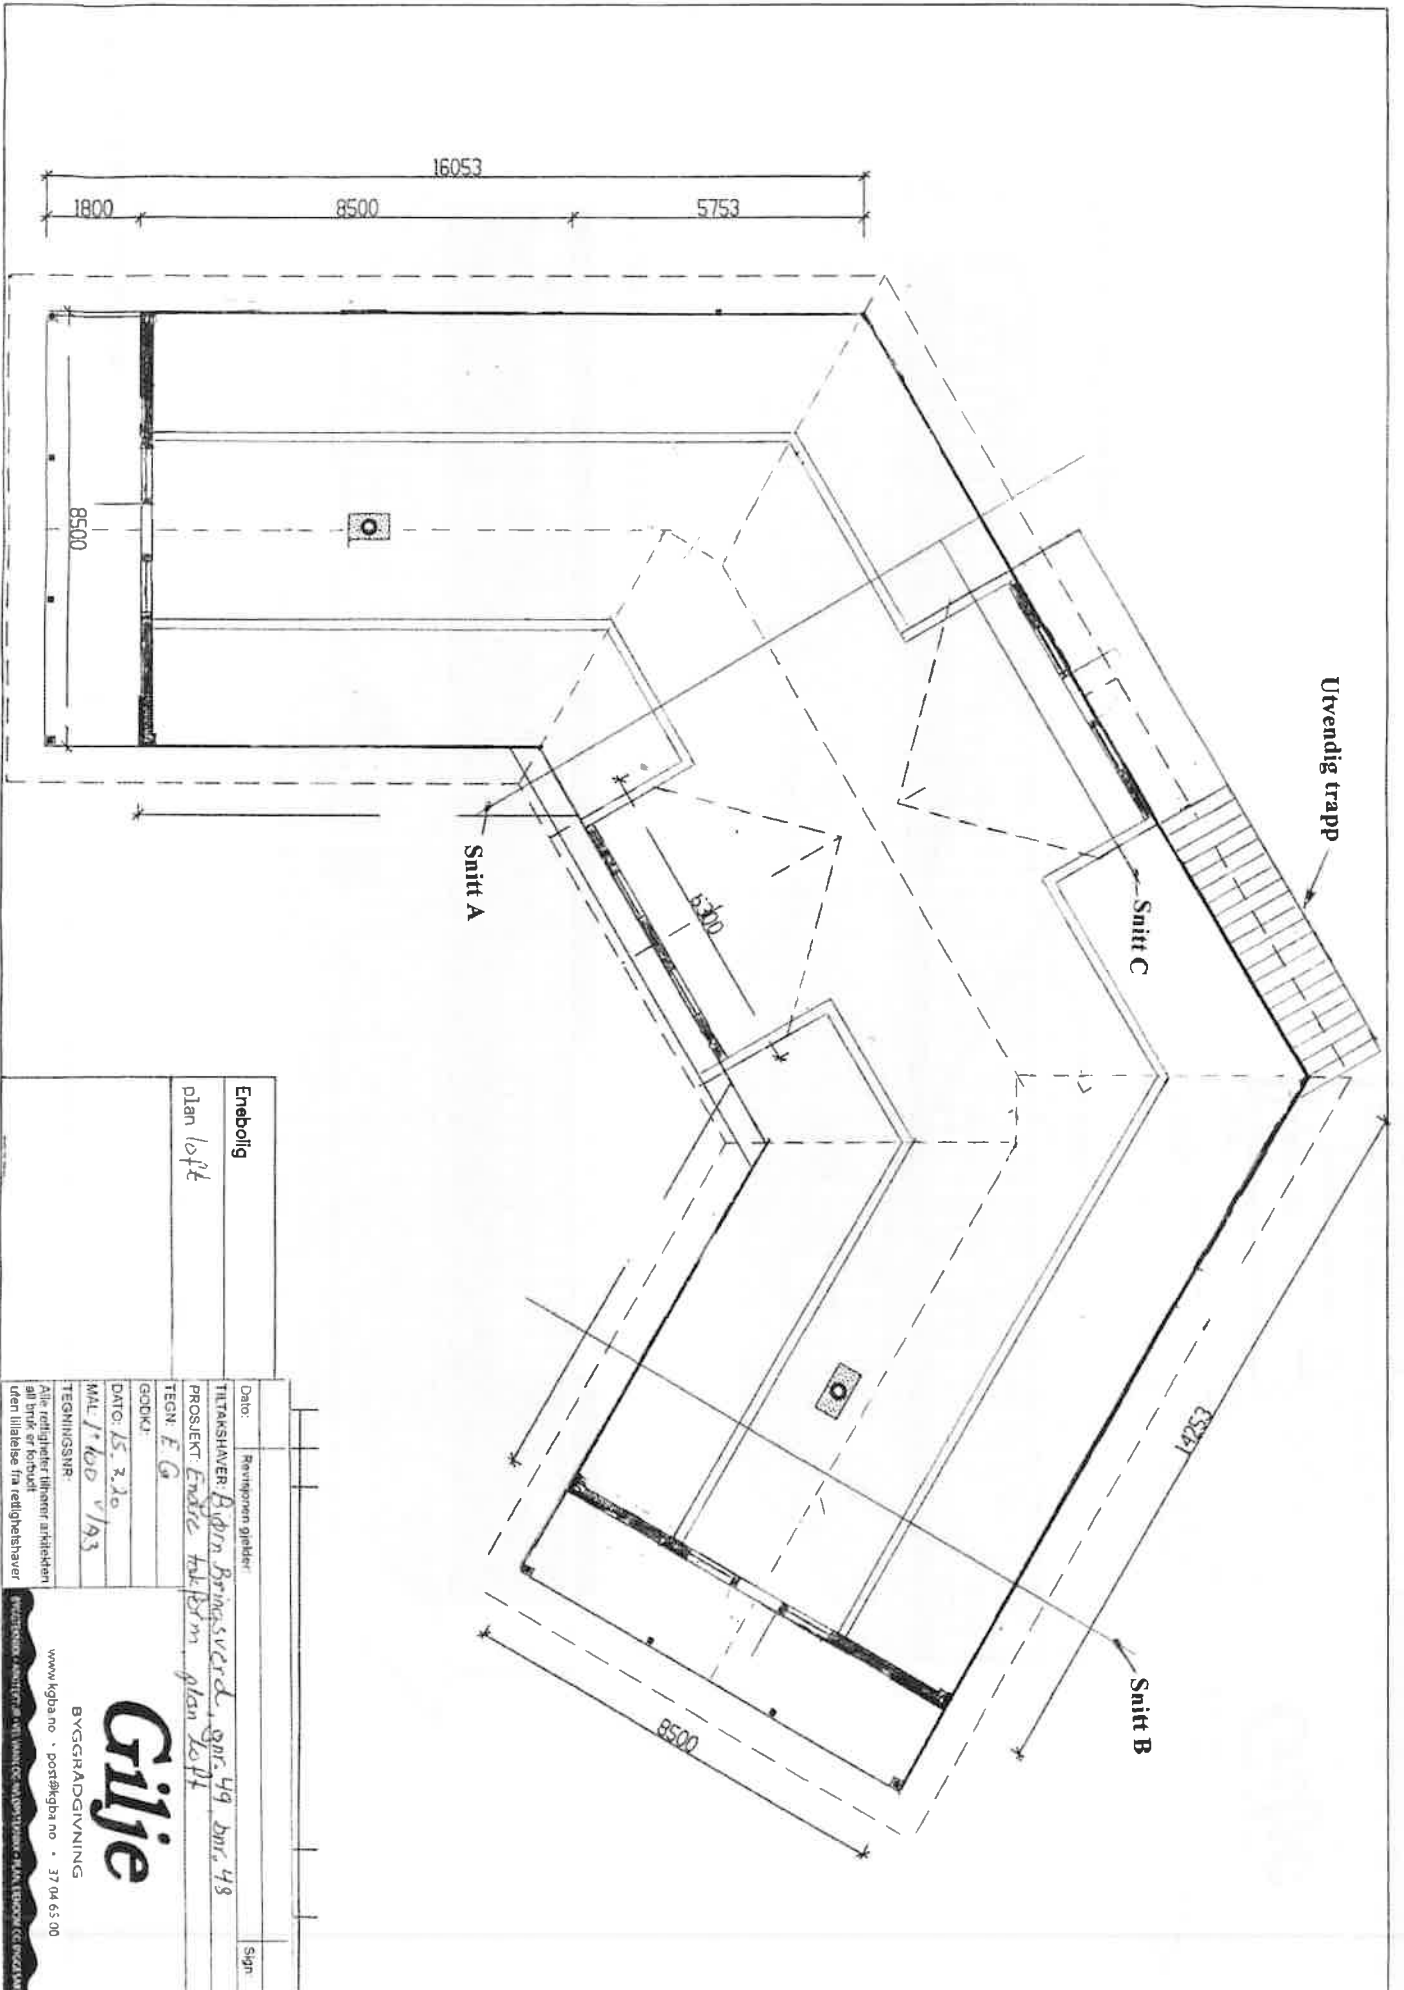 16053
1800
8500
5753
8500
Utvendig trapp
Snitt A
Snitt C
6300
14253
Snitt B
8500
Enebolig
plan loft
Dato:
Revisjonen gjelder:
Sign
TILTAKSHAVER: Bjørn Bringsverd, gnr. 49 bnr. 48
PROSJEKT: Endre takform, plan loft
TEGN: E G
GODKJ:
DATO: 15.3.20
MÅL: 1:100 v/A3
TEGNINGSNR:
Alle rettigheter tilhører arkitekten
all bruk er forbudt
uten tillatelse fra rettighetshaver
Gilje
BYGGRÅDGIVNING
www.kgba.no • post@kgba.no • 37 04 65 00